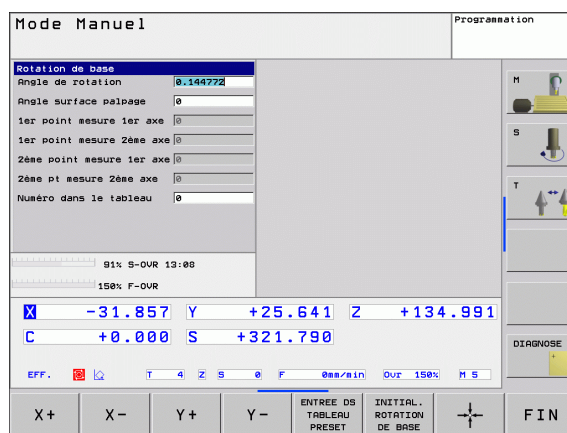 Mode Manuel
Programmation
Rotation de base
Angle de rotation 0.144772
Angle surface palpage 0
1er point mesure 1er axe 0
1er point mesure 2ème axe 0
2ème point mesure 1er axe 0
2ème pt mesure 2ème axe 0
Numéro dans le tableau 0
M
S
T
91% S-OVR 13:08
150% F-OVR
X -31.857 Y +25.641 Z +134.991
C +0.000 S +321.790
EFF. T 4 Z S 0 F 0mm/min Ovr 150% M 5
DIAGNOSE
X+
X-
Y+
Y-
ENTREE DS
TABLEAU
PRESET
INITIAL.
ROTATION
DE BASE
FIN